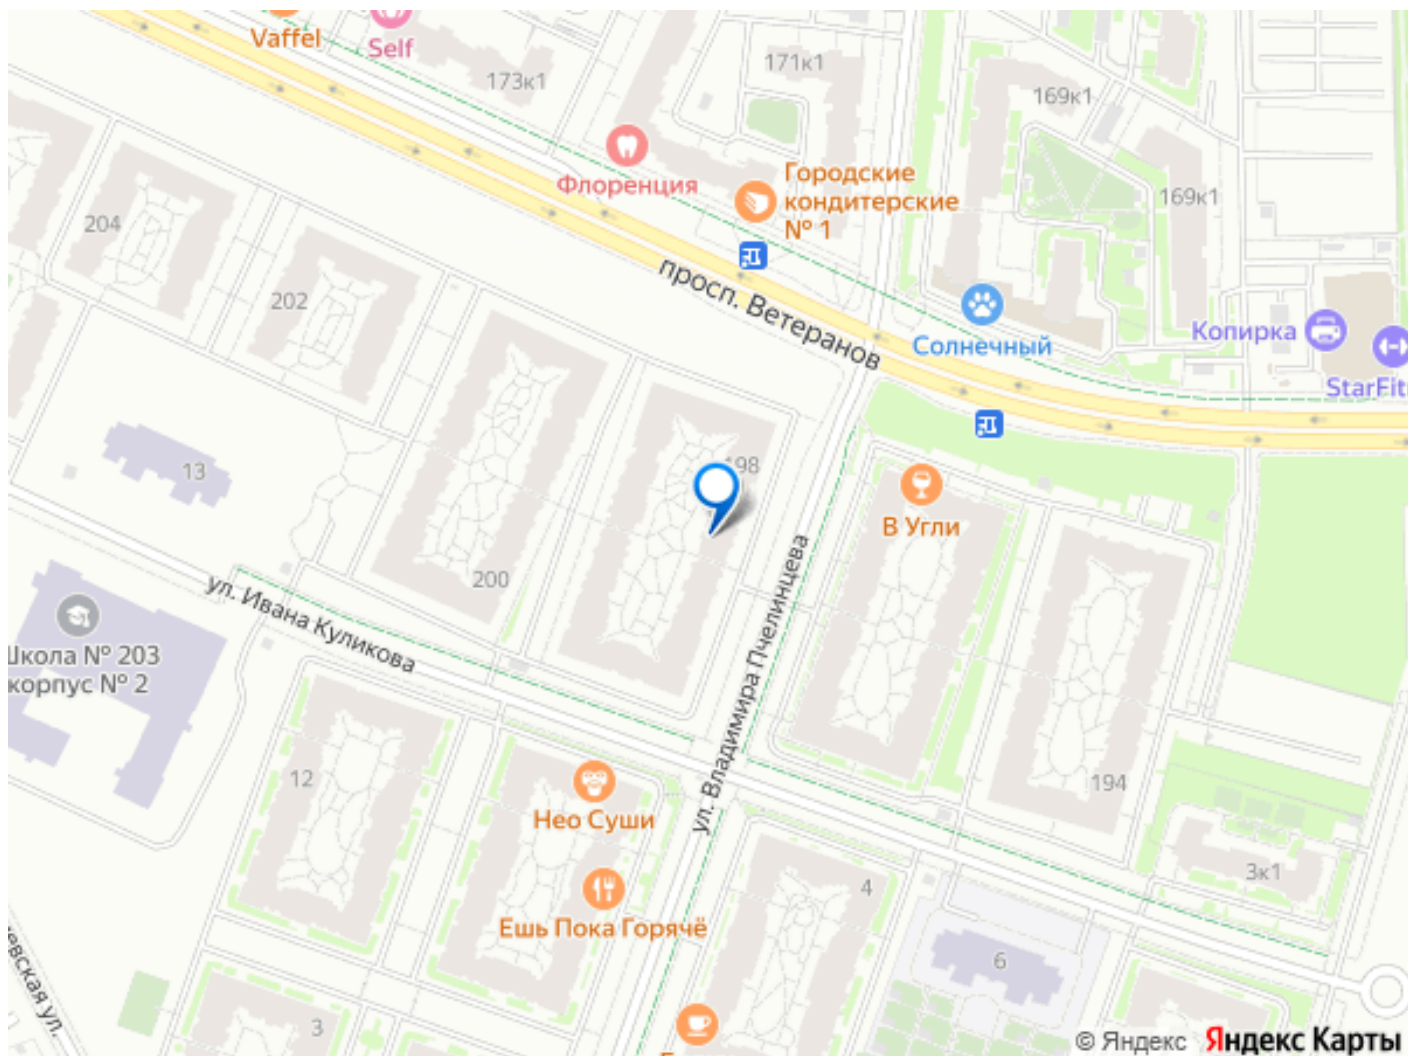 Vaffel
Self
173к1
171к1
169к1
Флоренция
Городские
кондитерские
№ 1
169к1
204
202
просп. Ветеранов
Солнечный
Копирка
StarFit
13
198
В Угли
200
ул. Ивана Куликова
ул. Владимира Пчелинцева
Школа № 203
корпус № 2
12
Нео Суши
194
3к1
4
Ешь Пока Горячё
6
3
© Яндекс Яндекс Карты